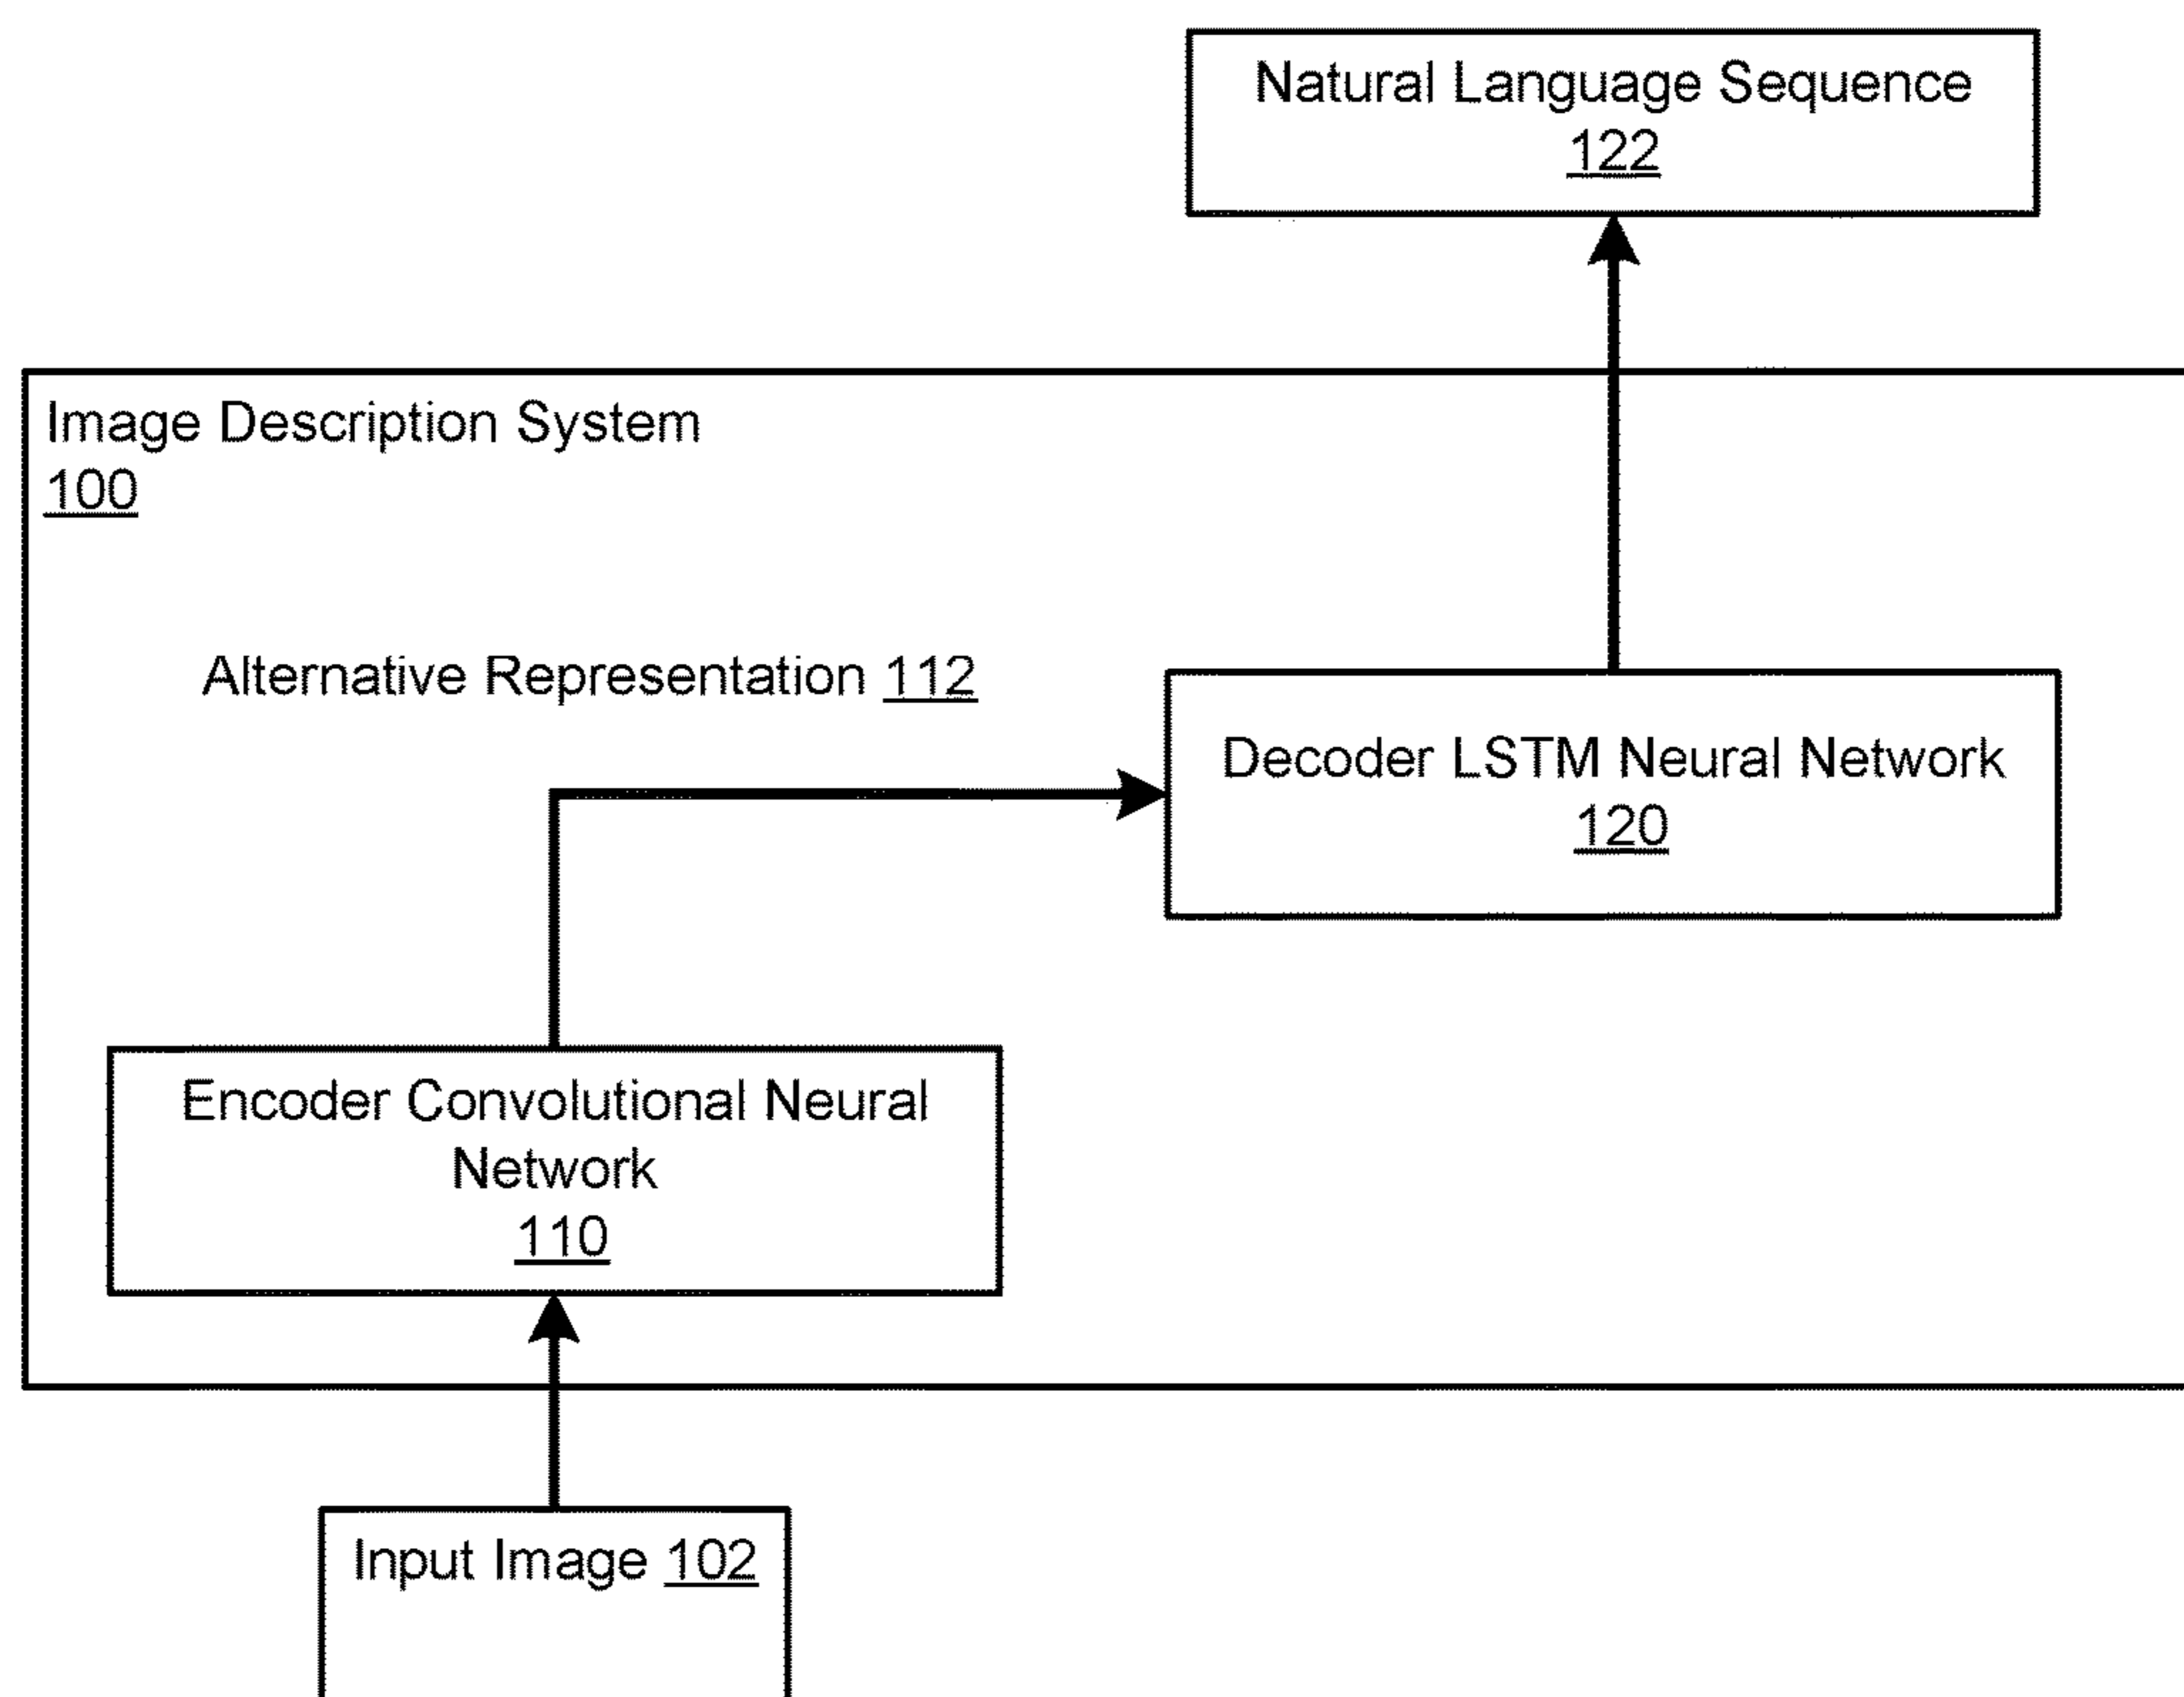 Natural Language Sequence
122
Image Description System
100
Alternative Representation 112
Decoder LSTM Neural Network
120
Encoder Convolutional Neural
Network
110
Input Image 102